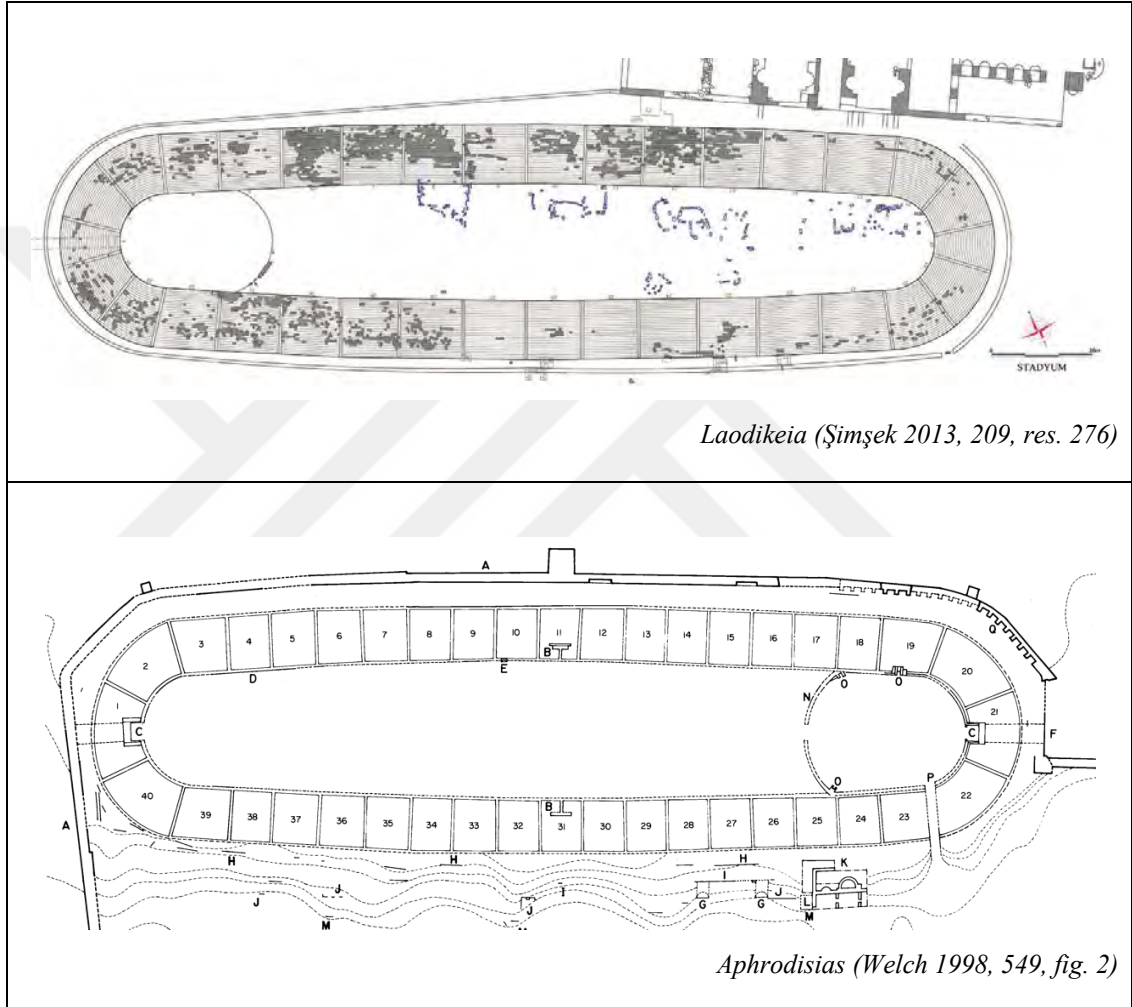 STADYUM
Laodikeia (Şimşek 2013, 209, res. 276)
A
3 4 5 6 7 8 9 10 11 12 13 14 15 16 17 18 19 Q
2 B 20
D E O O
1 N 21
C C F
40 B O P 22
39 38 37 36 35 34 33 32 31 30 29 28 27 26 25 24 23
A
H H H K
I I
J J J G G J L
M M M
Aphrodisias (Welch 1998, 549, fig. 2)